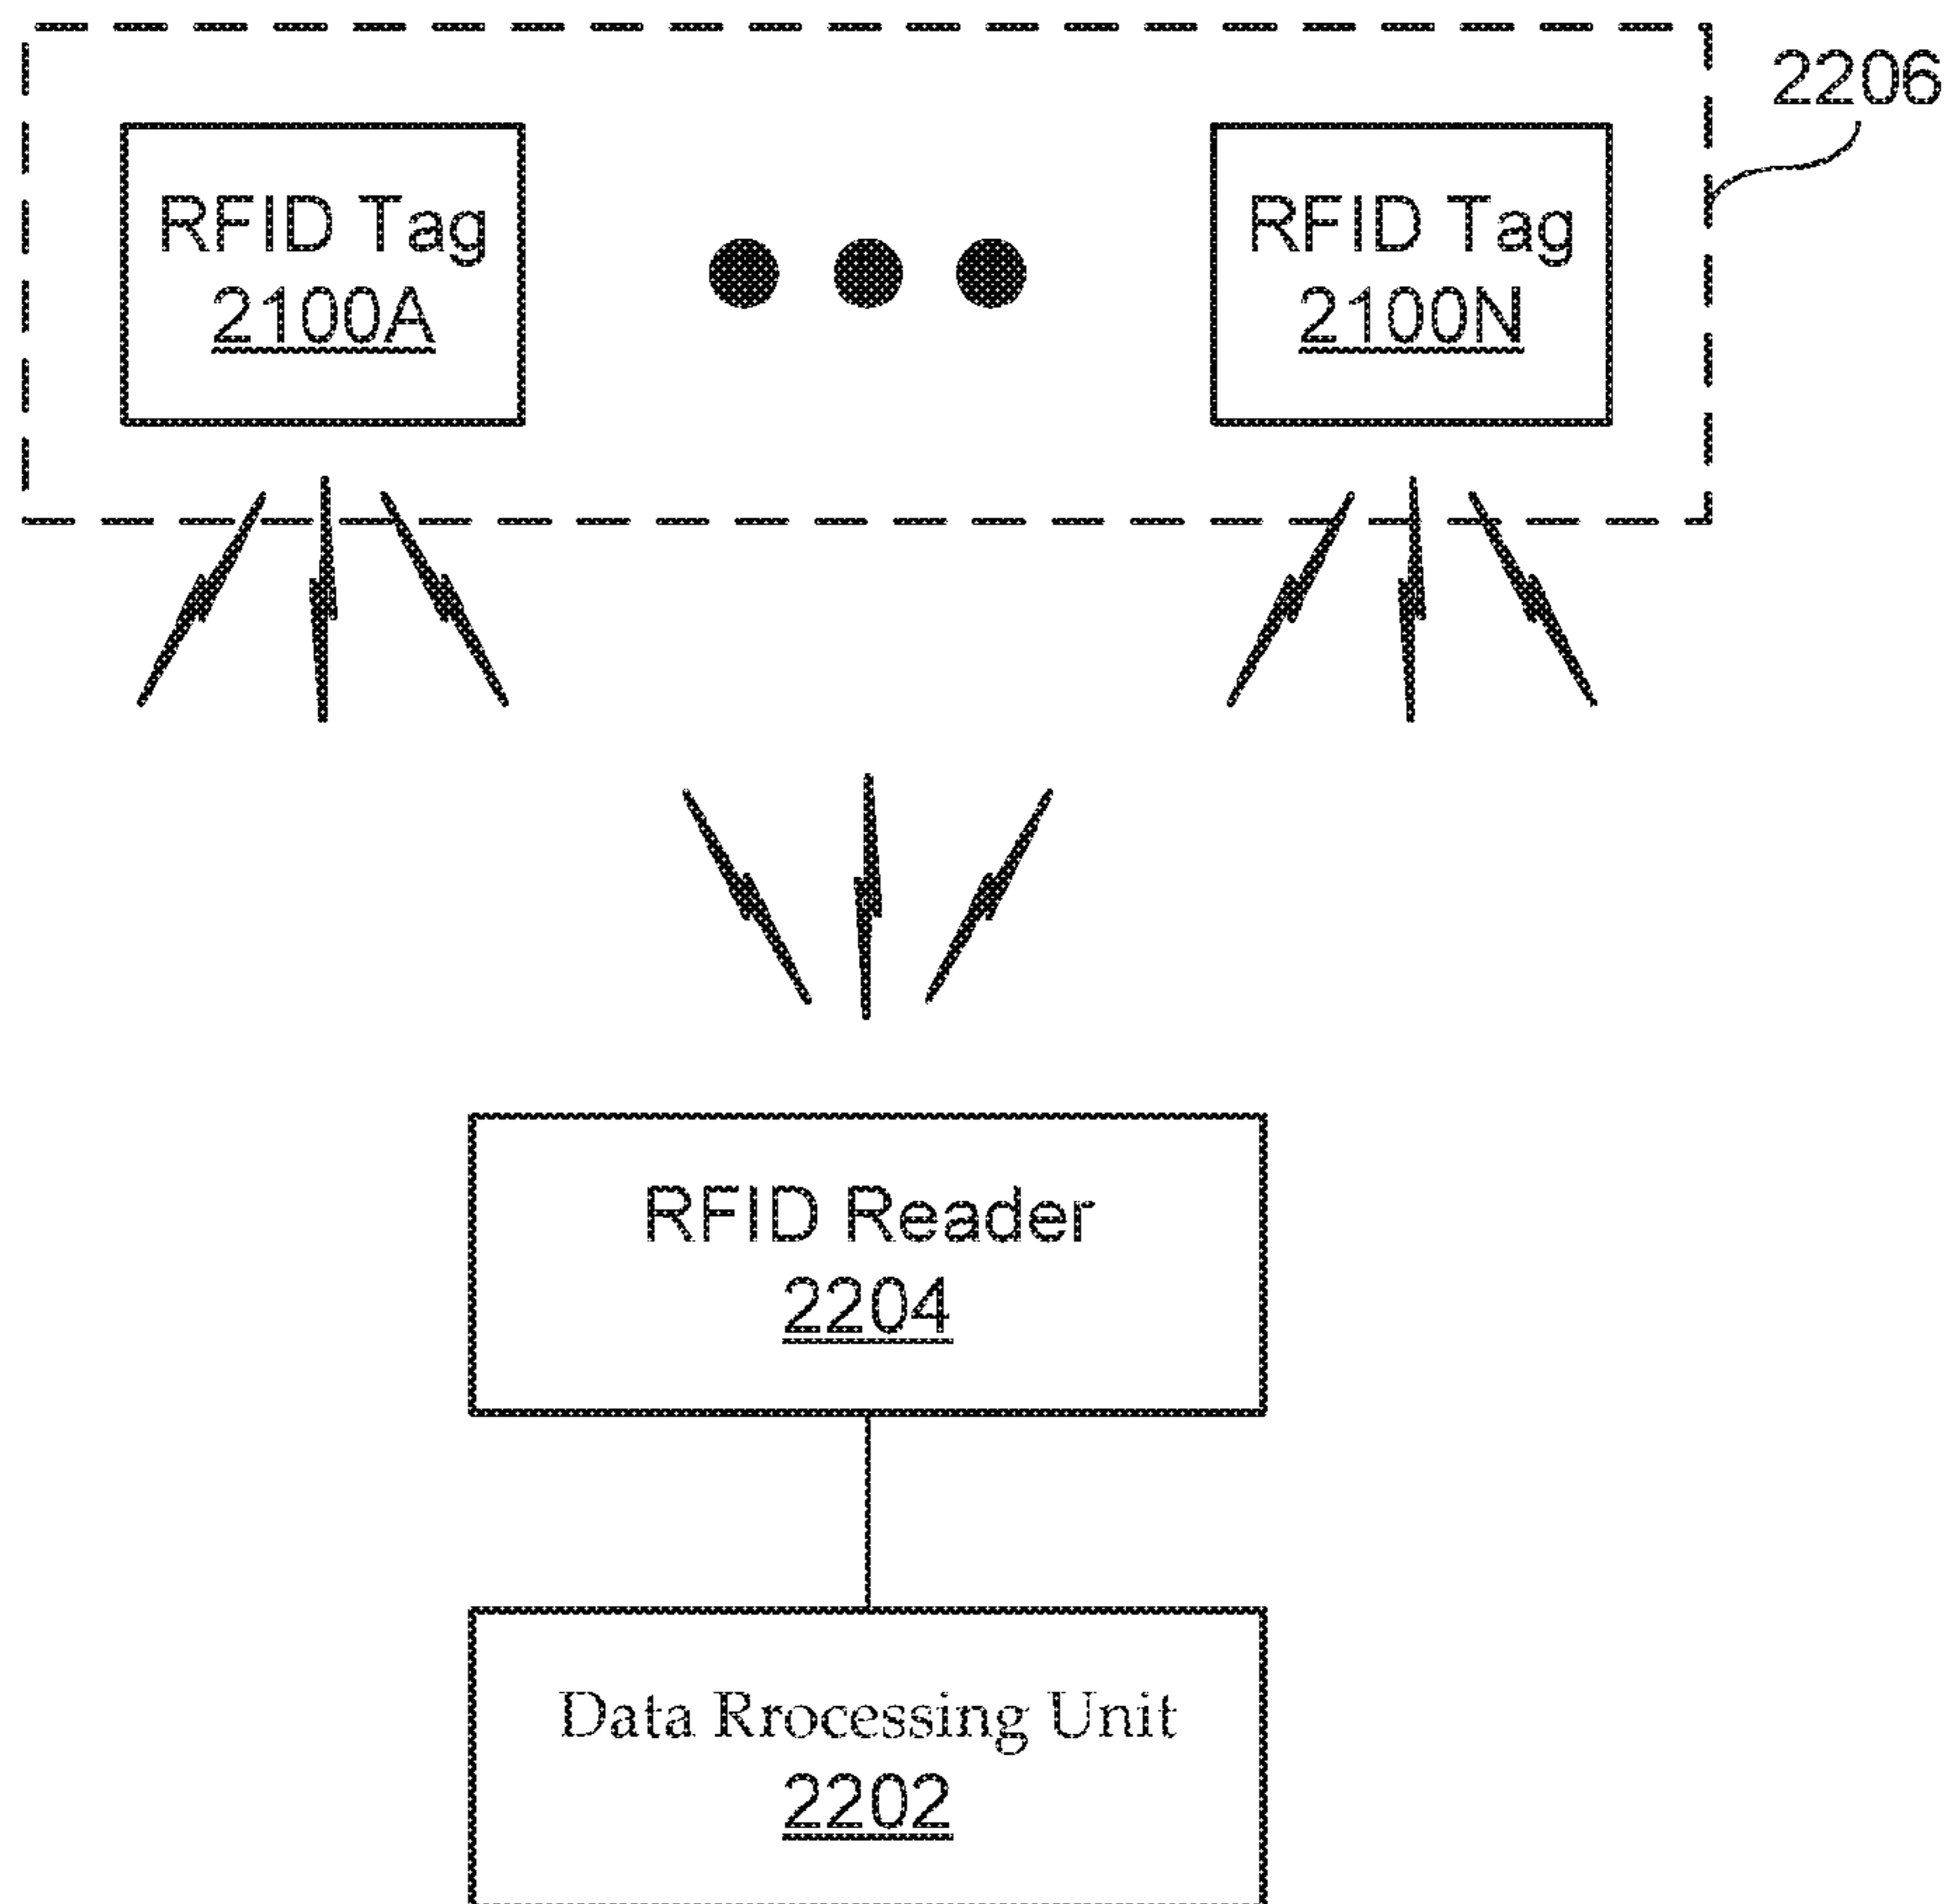 2206
RFID Tag
2100A
RFID Tag
2100N
RFID Reader
2204
Data Rrocessing Unit
2202